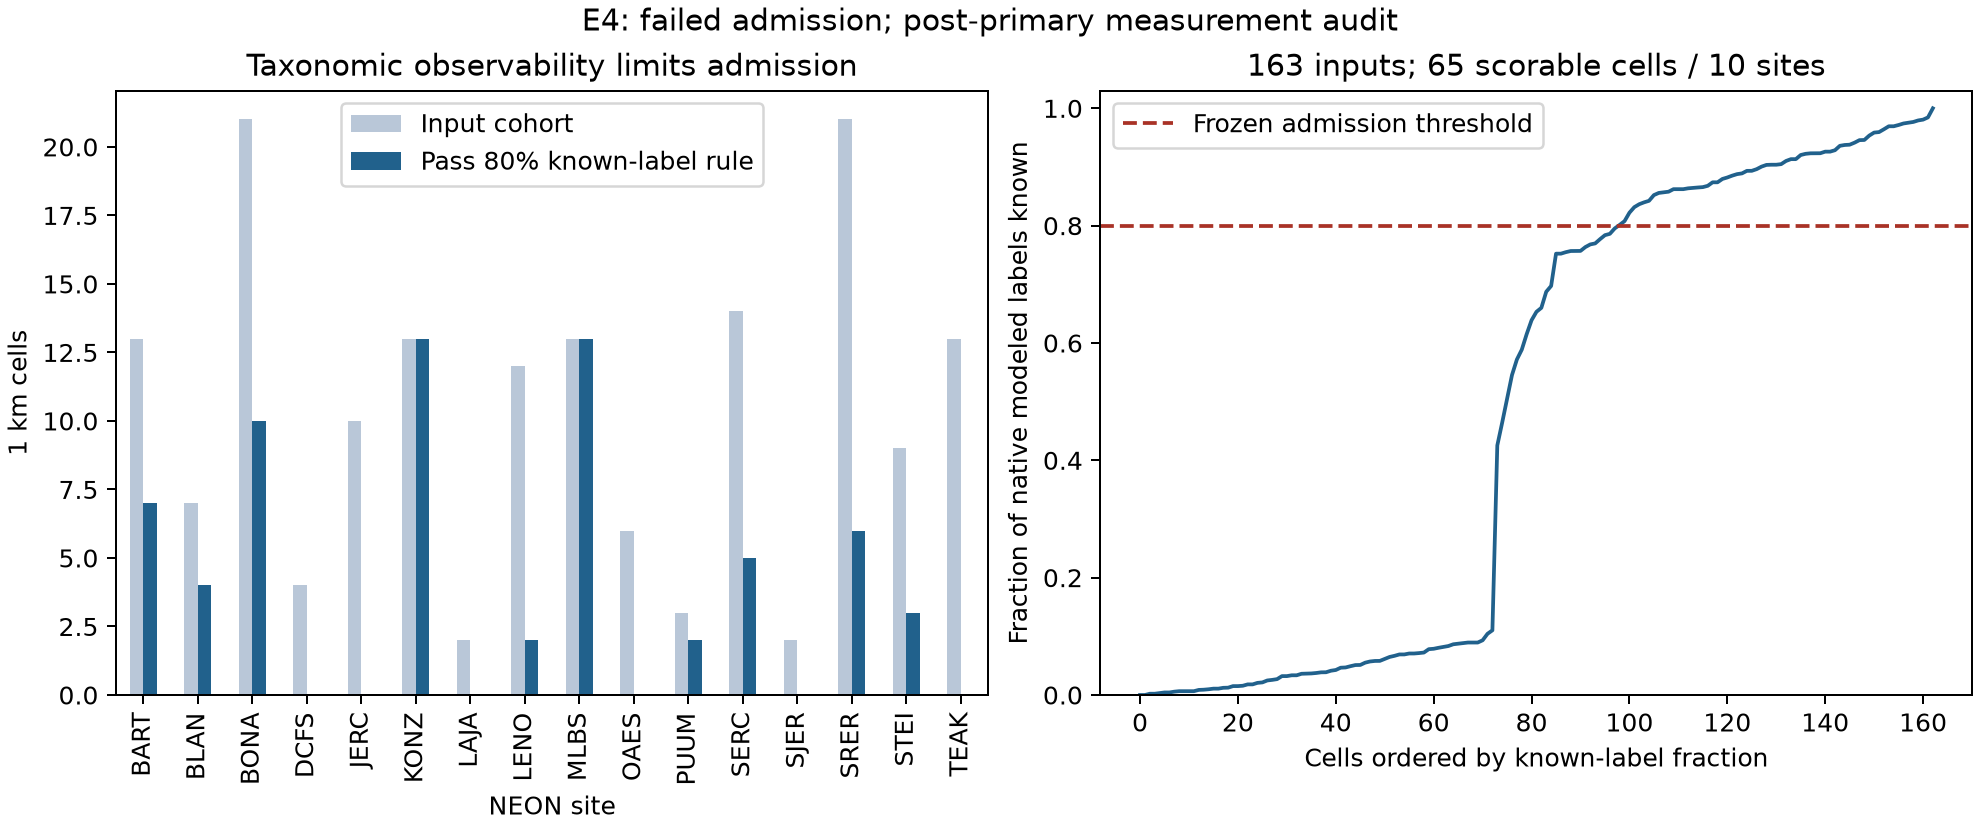 E4: failed admission; post-primary measurement audit
Taxonomic observability limits admission
Input cohort
Pass 80% known-label rule
1 km cells
20.0
17.5
15.0
12.5
10.0
7.5
5.0
2.5
0.0
BART
BLAN
BONA
DCFS
JERC
KONZ
LAJA
LENO
MLBS
OAES
PUUM
SERC
SJER
SRER
STEI
TEAK
NEON site
163 inputs; 65 scorable cells / 10 sites
Frozen admission threshold
Fraction of native modeled labels known
1.0
0.8
0.6
0.4
0.2
0.0
0
20
40
60
80
100
120
140
160
Cells ordered by known-label fraction